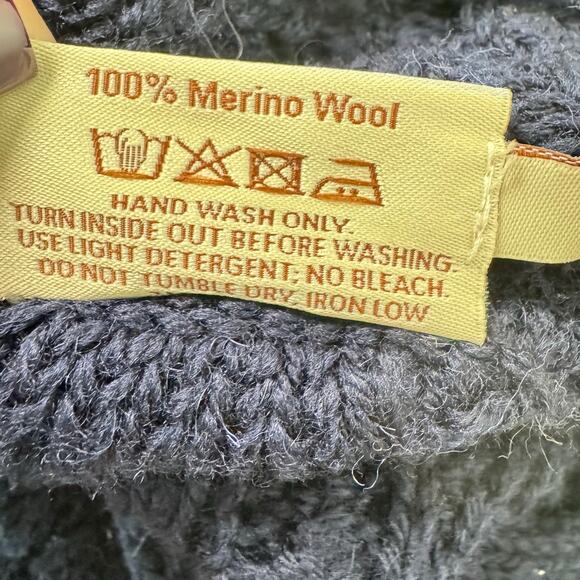 100% Merino Wool
HAND WASH ONLY.
TURN INSIDE OUT BEFORE WASHING.
USE LIGHT DETERGENT; NO BLEACH.
DO NOT TUMBLE DRY, IRON LOW